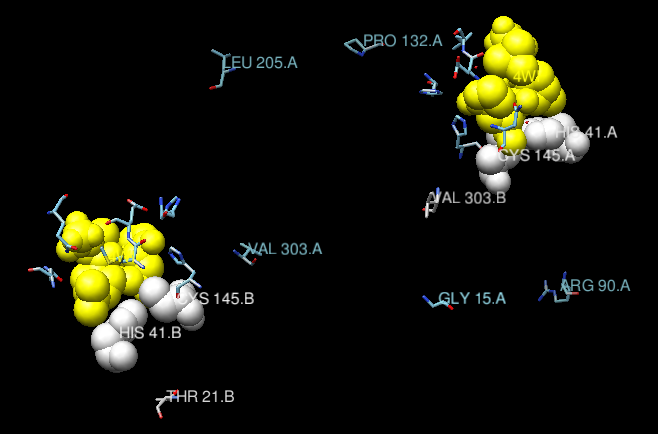 PRO 132.A
LEU 205.A
4W
HIS 41.A
CYS 145.A
VAL 303.B
VAL 303.A
ARG 90.A
GLY 15.A
CYS 145.B
HIS 41.B
THR 21.B